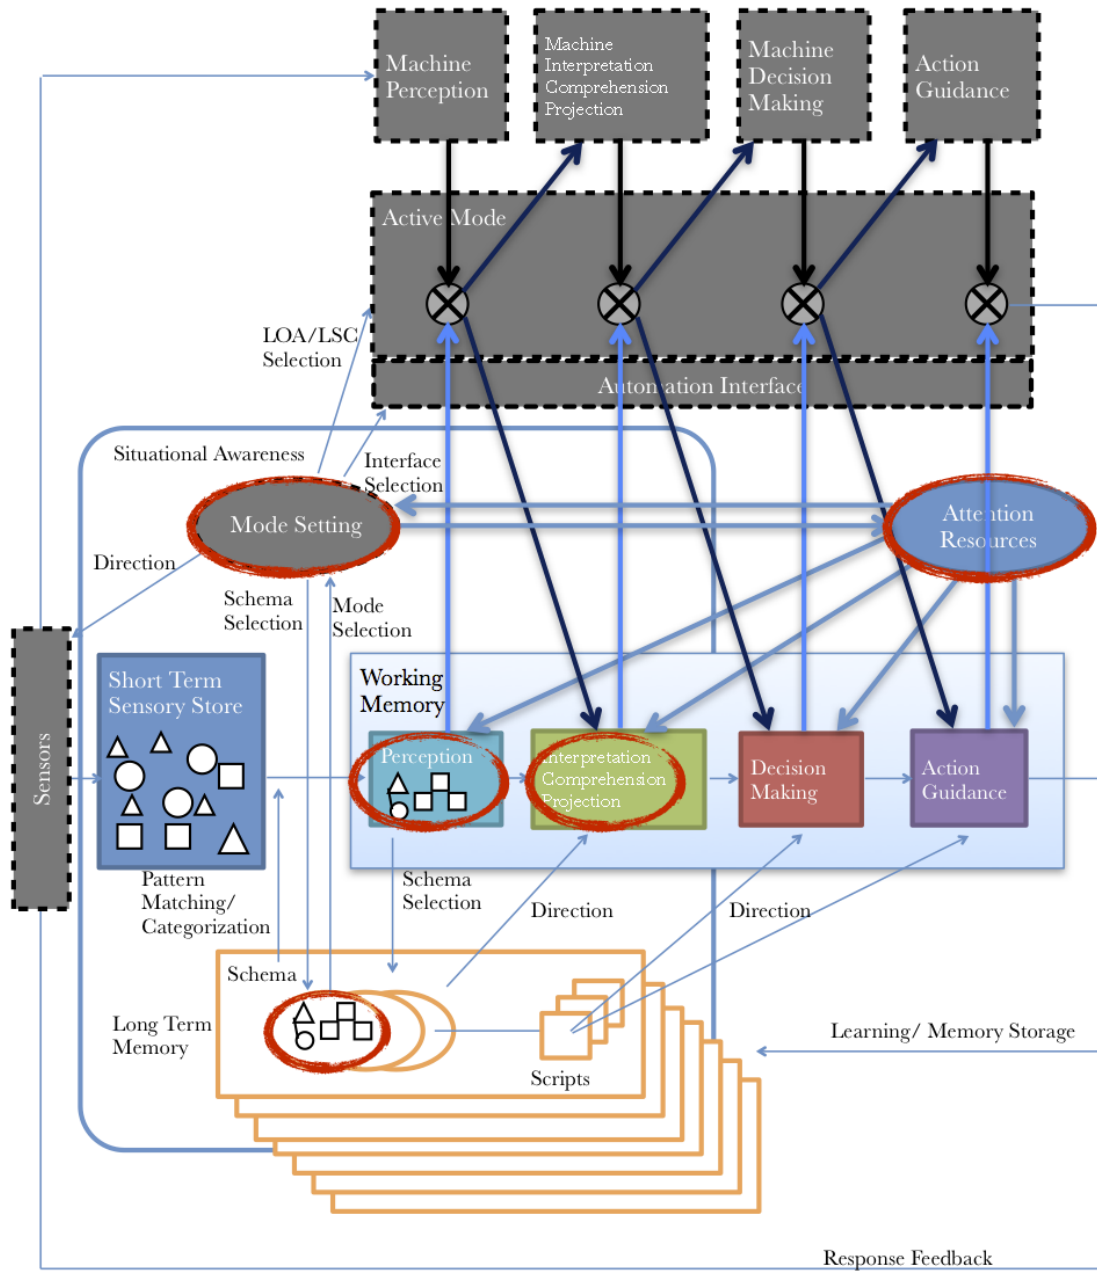 Machine
Perception
Machine
Interpretation
Comprehension
Projection
Machine
Decision
Making
Action
Guidance
Active Mode
LOA/LSC
Selection
Automation Interface
Situational Awareness
Interface
Selection
Mode Setting
Attention
Resources
Direction
Schema
Selection
Mode
Selection
Sensors
Short Term
Sensory Store
Working
Memory
Perception
Interpretation
Comprehension
Projection
Decision
Making
Action
Guidance
Pattern
Matching/
Categorization
Schema
Selection
Direction
Direction
Schema
Long Term
Memory
Scripts
Learning/ Memory Storage
Response Feedback